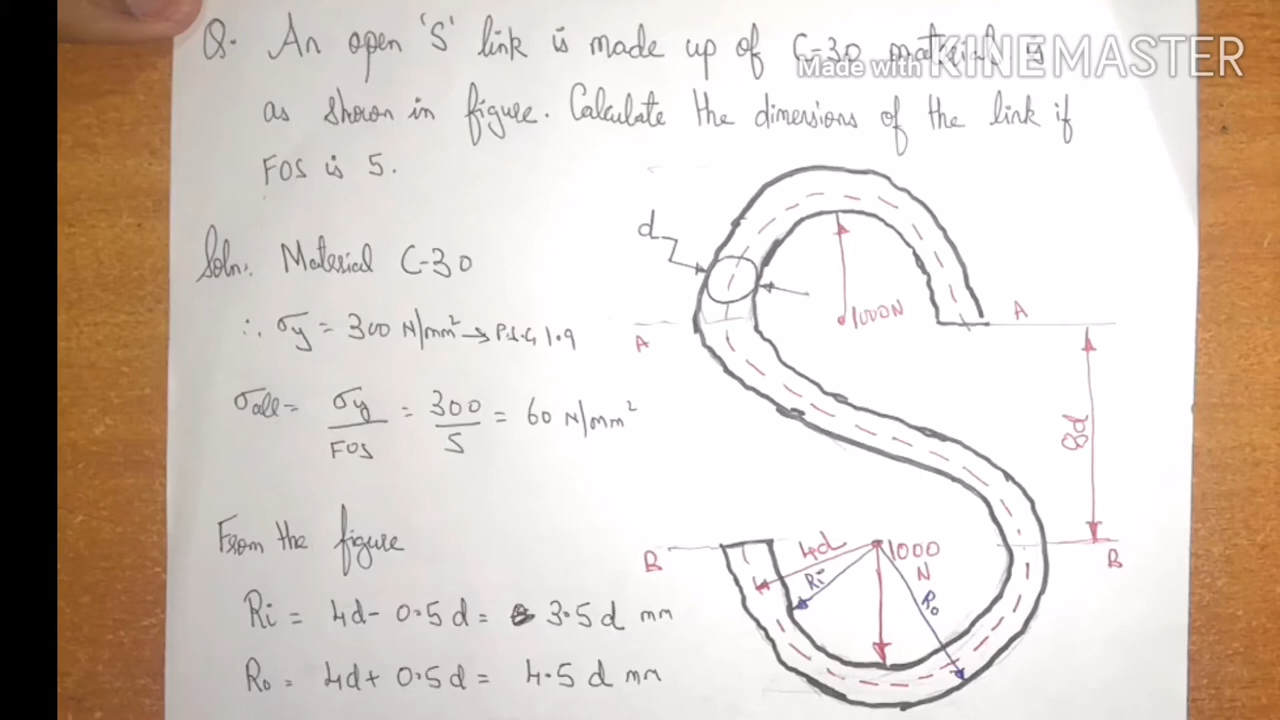 Q. An open 'S' link is made up of C-30 material is
Made with KINEMASTER
as shown in figure. Calculate the dimensions of the link if
FOS is 5.
d
Soln:. Material C-30
1000N
A
A
∴ σy = 300 N/mm² → P.S.G 1.9
σall = σy/FOS = 300/5 = 60 N/mm²
8d
From the figure
B
4d
1000
N
B
Ri
Ro
Ri = 4d - 0.5d = 3.5d mm
Ro = 4d + 0.5d = 4.5d mm